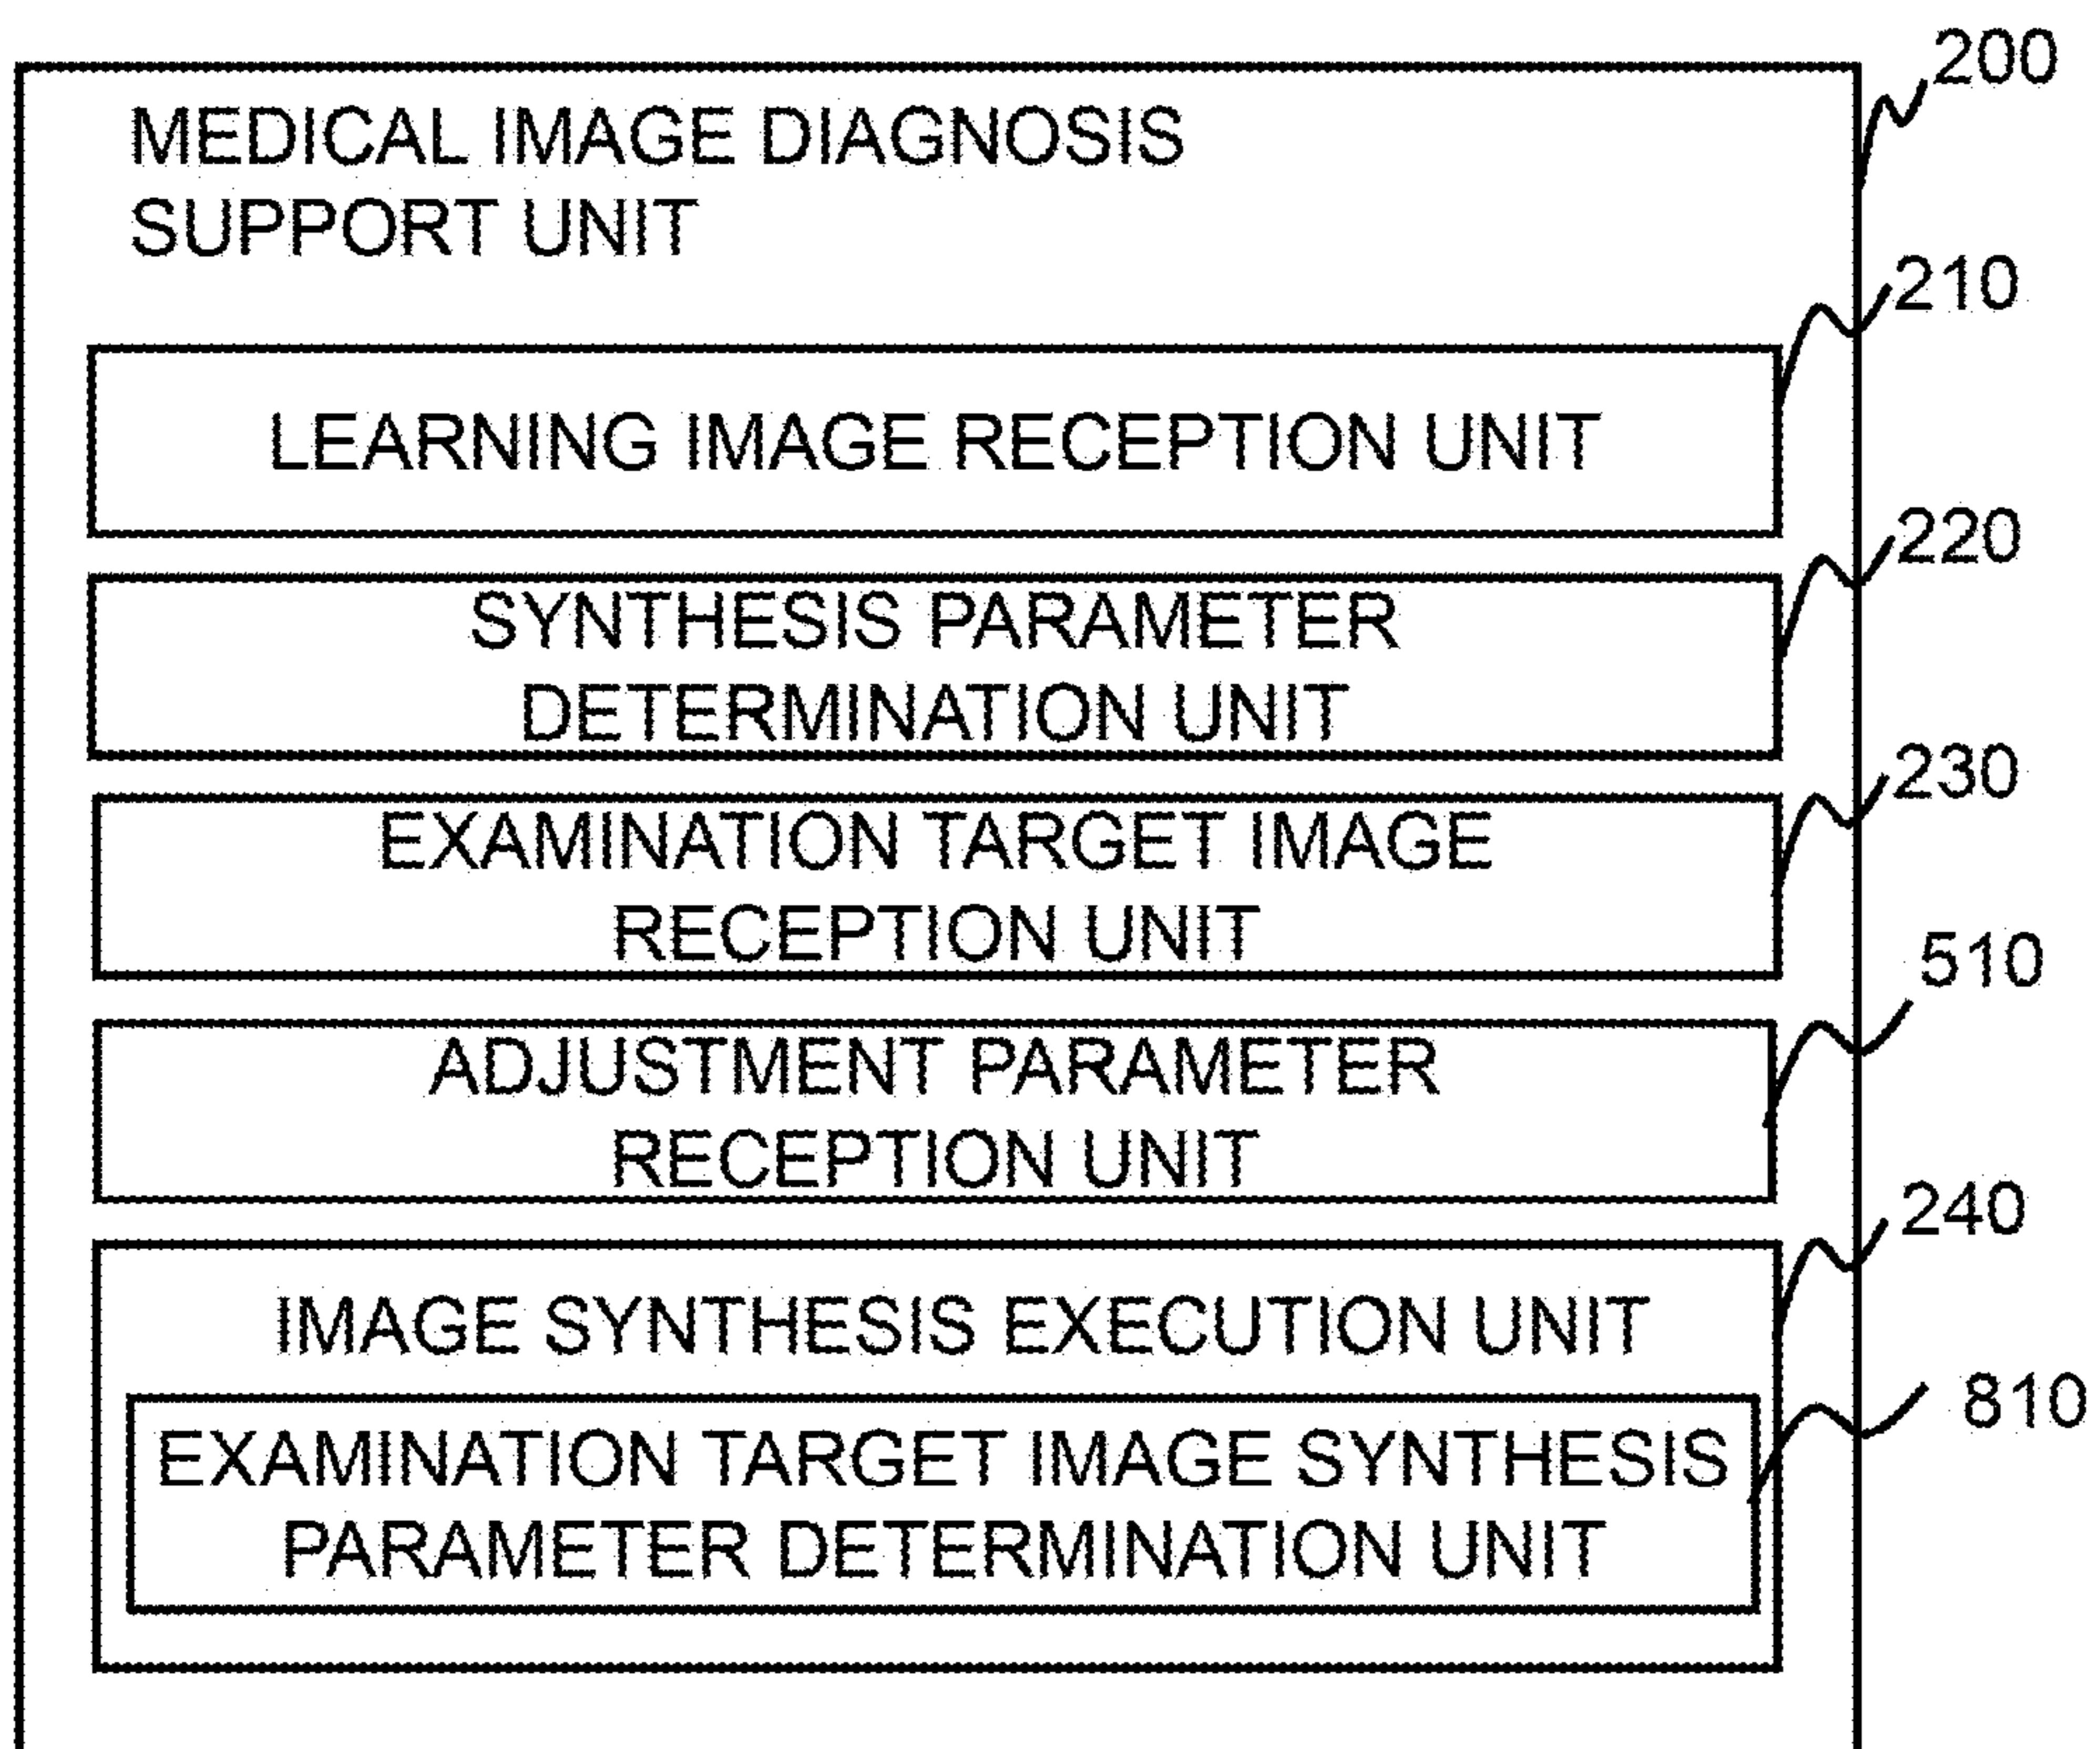 200
MEDICAL IMAGE DIAGNOSIS
SUPPORT UNIT
210
LEARNING IMAGE RECEPTION UNIT
220
SYNTHESIS PARAMETER
DETERMINATION UNIT
230
EXAMINATION TARGET IMAGE
RECEPTION UNIT
510
ADJUSTMENT PARAMETER
RECEPTION UNIT
240
IMAGE SYNTHESIS EXECUTION UNIT
810
EXAMINATION TARGET IMAGE SYNTHESIS
PARAMETER DETERMINATION UNIT